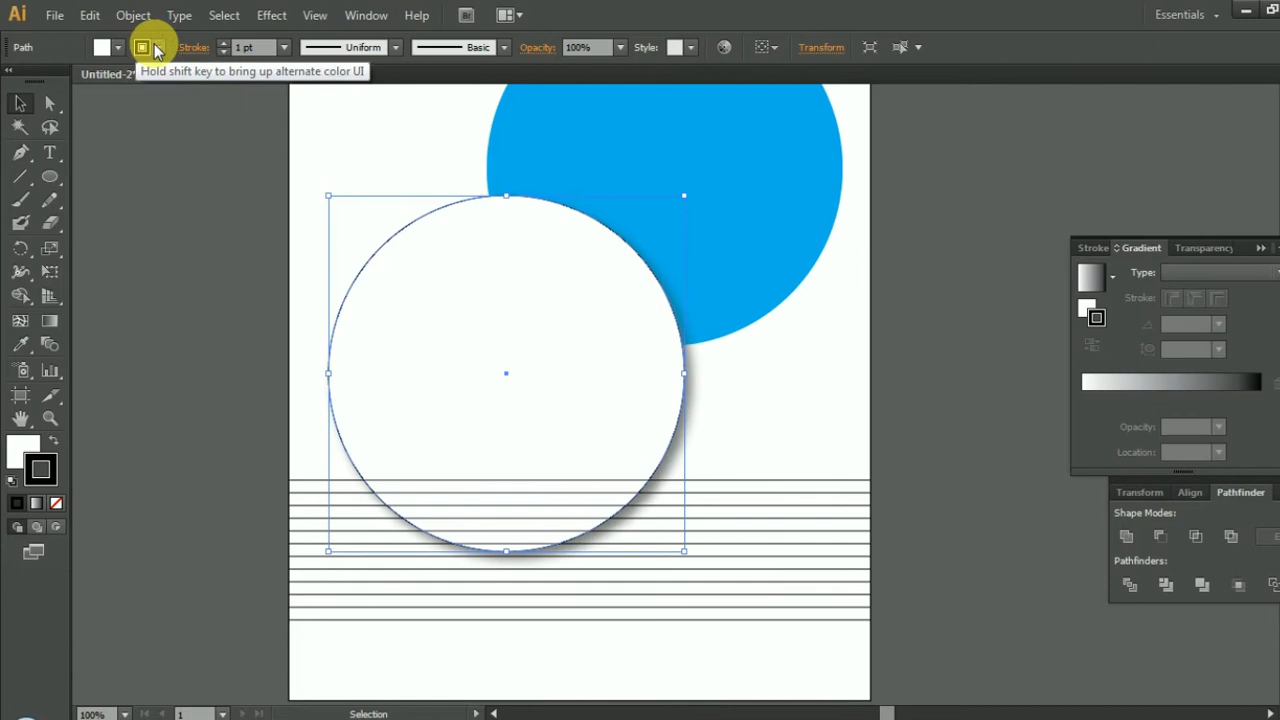 Ai File Edit Object Type Select Effect View Window Help Br Essentials
Path Stroke: 1 pt Uniform Basic Opacity: 100% Style: Transform
Untitled-2*
Hold shift key to bring up alternate color UI
T
Stroke Gradient Transparency
Type:
Stroke:
Opacity:
Location:
Transform Align Pathfinder
Shape Modes:
Pathfinders:
100% 1 Selection